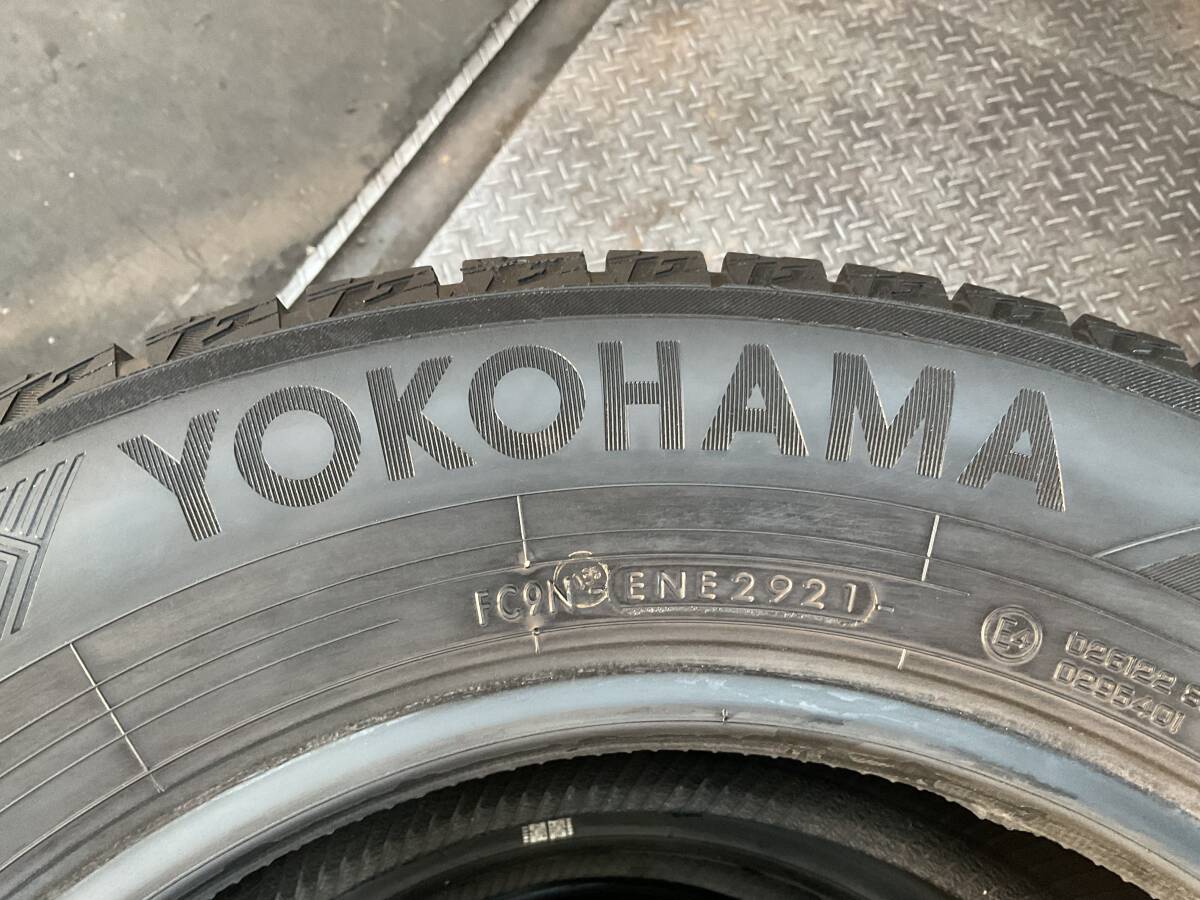 YOKOHAMA
FC9N ENE2921
E4
026122 S
0295401